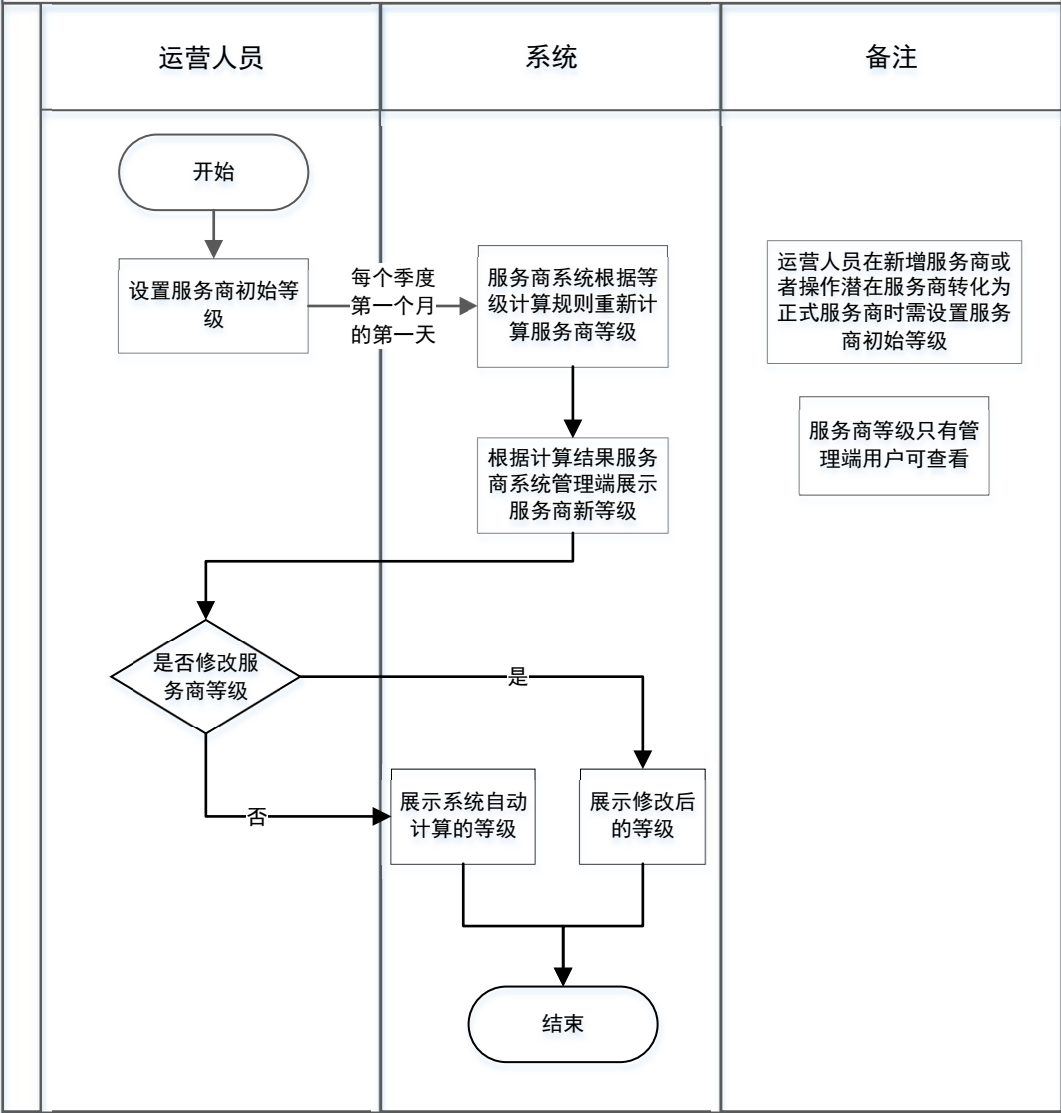 运营人员
系统
备注
开始
设置服务商初始等
级
每个季度
第一个月
的第一天
服务商系统根据等
级计算规则重新计
算服务商等级
运营人员在新增服务商或
者操作潜在服务商转化为
正式服务商时需设置服务
商初始等级
服务商等级只有管
理端用户可查看
根据计算结果服务
商系统管理端展示
服务商新等级
是否修改服
务商等级
是
否
展示系统自动
计算的等级
展示修改后
的等级
结束